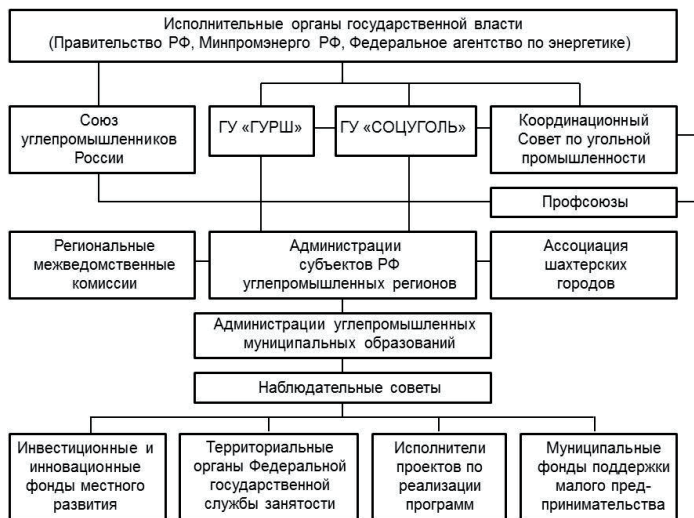 Исполнительные органы государственной власти
(Правительство РФ, Минпромэнерго РФ, Федеральное агентство по энергетике)
Союз
углепромышленников
России
ГУ «ГУРШ»
ГУ «СОЦУГОЛЬ»
Координационный
Совет по угольной
промышленности
Профсоюзы
Региональные
межведомственные
комиссии
Администрации
субъектов РФ
углепромышленных регионов
Ассоциация
шахтерских
городов
Администрации углепромышленных
муниципальных образований
Наблюдательные советы
Инвестиционные и
инновационные
фонды местного
развития
Территориальные
органы Федеральной
государственной
службы занятости
Исполнители
проектов по
реализации
программ
Муниципальные
фонды поддержки
малого пред-
принимательства